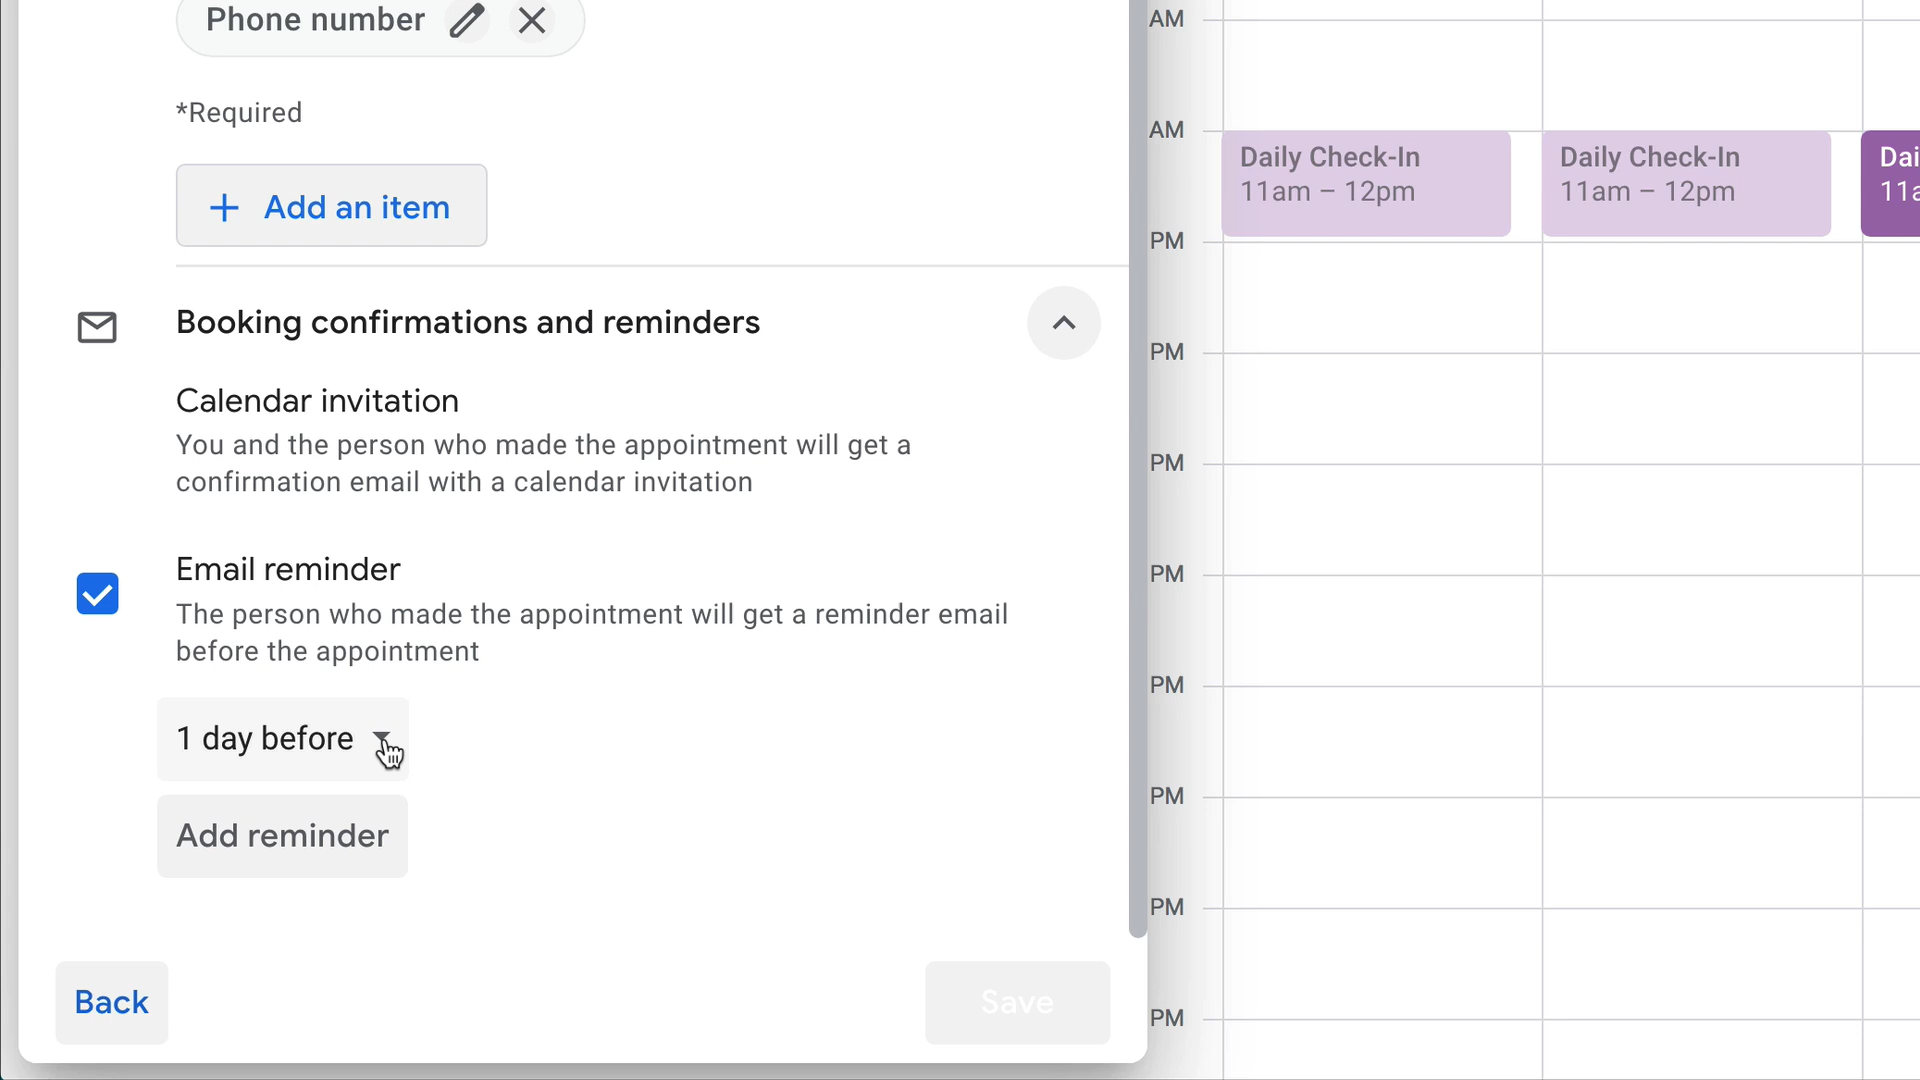 Phone number
*Required
+ Add an item
Booking confirmations and reminders
Calendar invitation
You and the person who made the appointment will get a
confirmation email with a calendar invitation
Email reminder
The person who made the appointment will get a reminder email
before the appointment
1 day before
Add reminder
Back
Save
AM
AM
Daily Check-In
11am – 12pm
Daily Check-In
11am – 12pm
Dai
11a
PM
PM
PM
PM
PM
PM
PM
PM